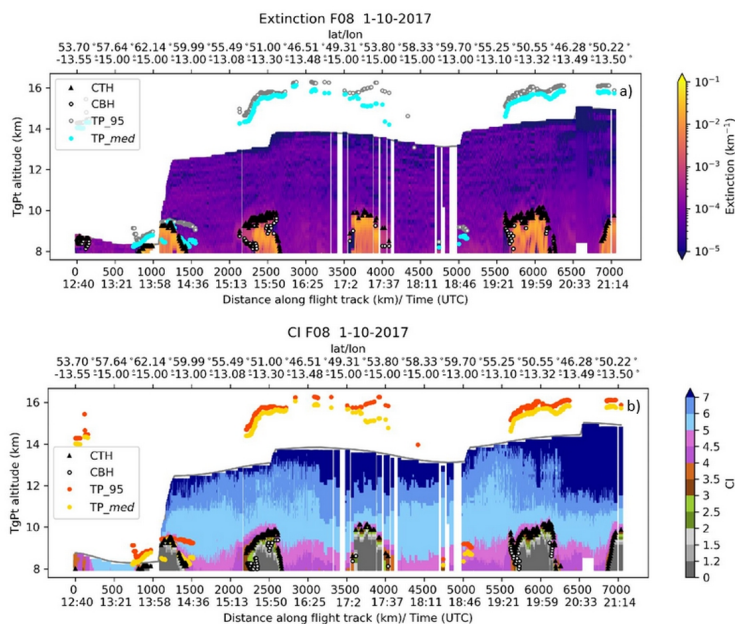 Extinction F08 1-10-2017
lat/lon
53.70 °57.64 °62.14 °59.99 °55.49 °51.00 °46.51 °49.31 °53.80 °58.33 °59.70 °55.25 °50.55 °46.28 °50.22 °
-13.55 °15.00 °15.00 °13.00 °13.08 °13.30 °13.48 °15.00 °15.00 °15.00 °13.00 °13.10 °13.32 °13.49 °13.50 °
TgPt altitude (km)
16
14
12
10
8
CTH
CBH
TP_95
TP_med
a)
10⁻¹
10⁻²
10⁻³
10⁻⁴
10⁻⁵
Extinction (km⁻¹)
0 500 1000 1500 2000 2500 3000 3500 4000 4500 5000 5500 6000 6500 7000
12:40 13:21 13:58 14:36 15:13 15:50 16:25 17:2 17:37 18:11 18:46 19:21 19:59 20:33 21:14
Distance along flight track (km)/ Time (UTC)
CI F08 1-10-2017
lat/lon
53.70 °57.64 °62.14 °59.99 °55.49 °51.00 °46.51 °49.31 °53.80 °58.33 °59.70 °55.25 °50.55 °46.28 °50.22 °
-13.55 °15.00 °15.00 °13.00 °13.08 °13.30 °13.48 °15.00 °15.00 °15.00 °13.00 °13.10 °13.32 °13.49 °13.50 °
TgPt altitude (km)
16
14
12
10
8
CTH
CBH
TP_95
TP_med
b)
7
6
5
4.5
4
3.5
3
2.5
2
1.5
1.2
0
CI
0 500 1000 1500 2000 2500 3000 3500 4000 4500 5000 5500 6000 6500 7000
12:40 13:21 13:58 14:36 15:13 15:50 16:25 17:2 17:37 18:11 18:46 19:21 19:59 20:33 21:14
Distance along flight track (km)/ Time (UTC)